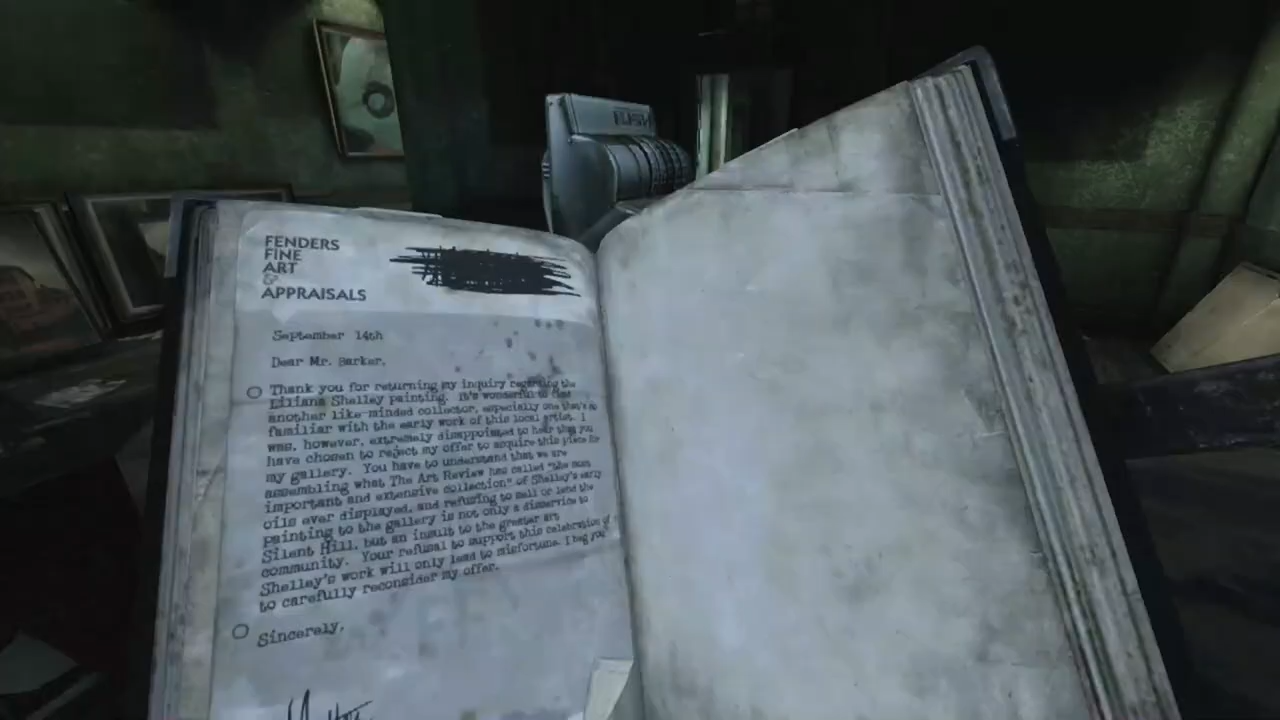 FENDERS
FINE
ART
&
APPRAISALS
September 14th
Dear Mr. Barker,
Thank you for returning my inquiry regarding the
Liliana Shelley painting. It's wonderful to find
another like-minded collector, especially one that's so
familiar with the early work of this local artist. I
was, however, extremely disappointed to hear that you
have chosen to reject my offer to acquire this piece for
my gallery. You have to understand that we are
assembling what The Art Review has called "the most
important and extensive collection" of Shelley's early
oils ever displayed, and refusing to sell or lend the
painting to the gallery is not only a disservice to
Silent Hill, but an insult to the greater art
community. Your refusal to support this celebration of
Shelley's work will only lead to misfortune. I beg you
to carefully reconsider my offer.
Sincerely,